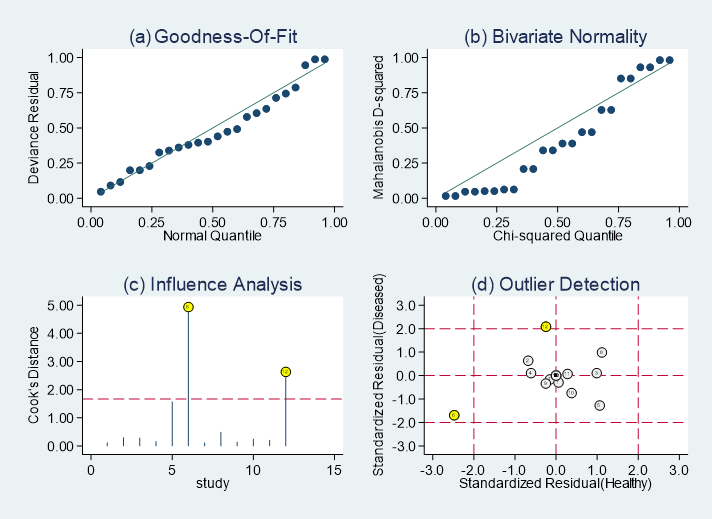 (a) Goodness-Of-Fit
Deviance Residual
1.00
0.75
0.50
0.25
0.00
0.00 0.25 0.50 0.75 1.00
Normal Quantile
(b) Bivariate Normality
Mahalanobis D-squared
1.00
0.75
0.50
0.25
0.00
0.00 0.25 0.50 0.75 1.00
Chi-squared Quantile
(c) Influence Analysis
Cook's Distance
5.00
4.00
3.00
2.00
1.00
0.00
6
12
0 5 10 15
study
(d) Outlier Detection
Standardized Residual(Diseased)
3.0
2.0
1.0
0.0
-1.0
-2.0
-3.0
12
6
-3.0 -2.0 -1.0 0.0 1.0 2.0 3.0
Standardized Residual(Healthy)